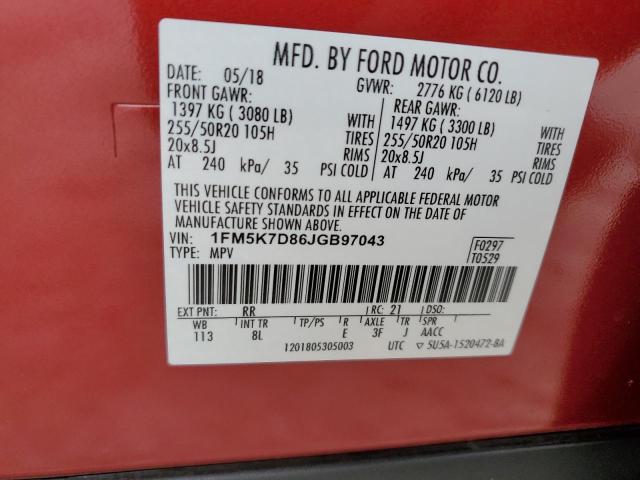 MFD. BY FORD MOTOR CO.
DATE: 05/18 GVWR: 2776 KG ( 6120 LB)
FRONT GAWR: REAR GAWR:
1397 KG ( 3080 LB) WITH 1497 KG ( 3300 LB) WITH
255/50R20 105H TIRES 255/50R20 105H TIRES
20x8.5J RIMS 20x8.5J RIMS
AT 240 kPa/ 35 PSI COLD AT 240 kPa/ 35 PSI COLD
THIS VEHICLE CONFORMS TO ALL APPLICABLE FEDERAL MOTOR
VEHICLE SAFETY STANDARDS IN EFFECT ON THE DATE OF
MANUFACTURE SHOWN ABOVE.
VIN: 1FM5K7D86JGB97043 F0297
TYPE: MPV T0529
EXT PNT: RR RC: 21 DSO:
WB INT TR TP/PS R AXLE TR SPR
113 8L E 3F J AACC
1201805305003 UTC ▽ 5U5A-1520472-BA